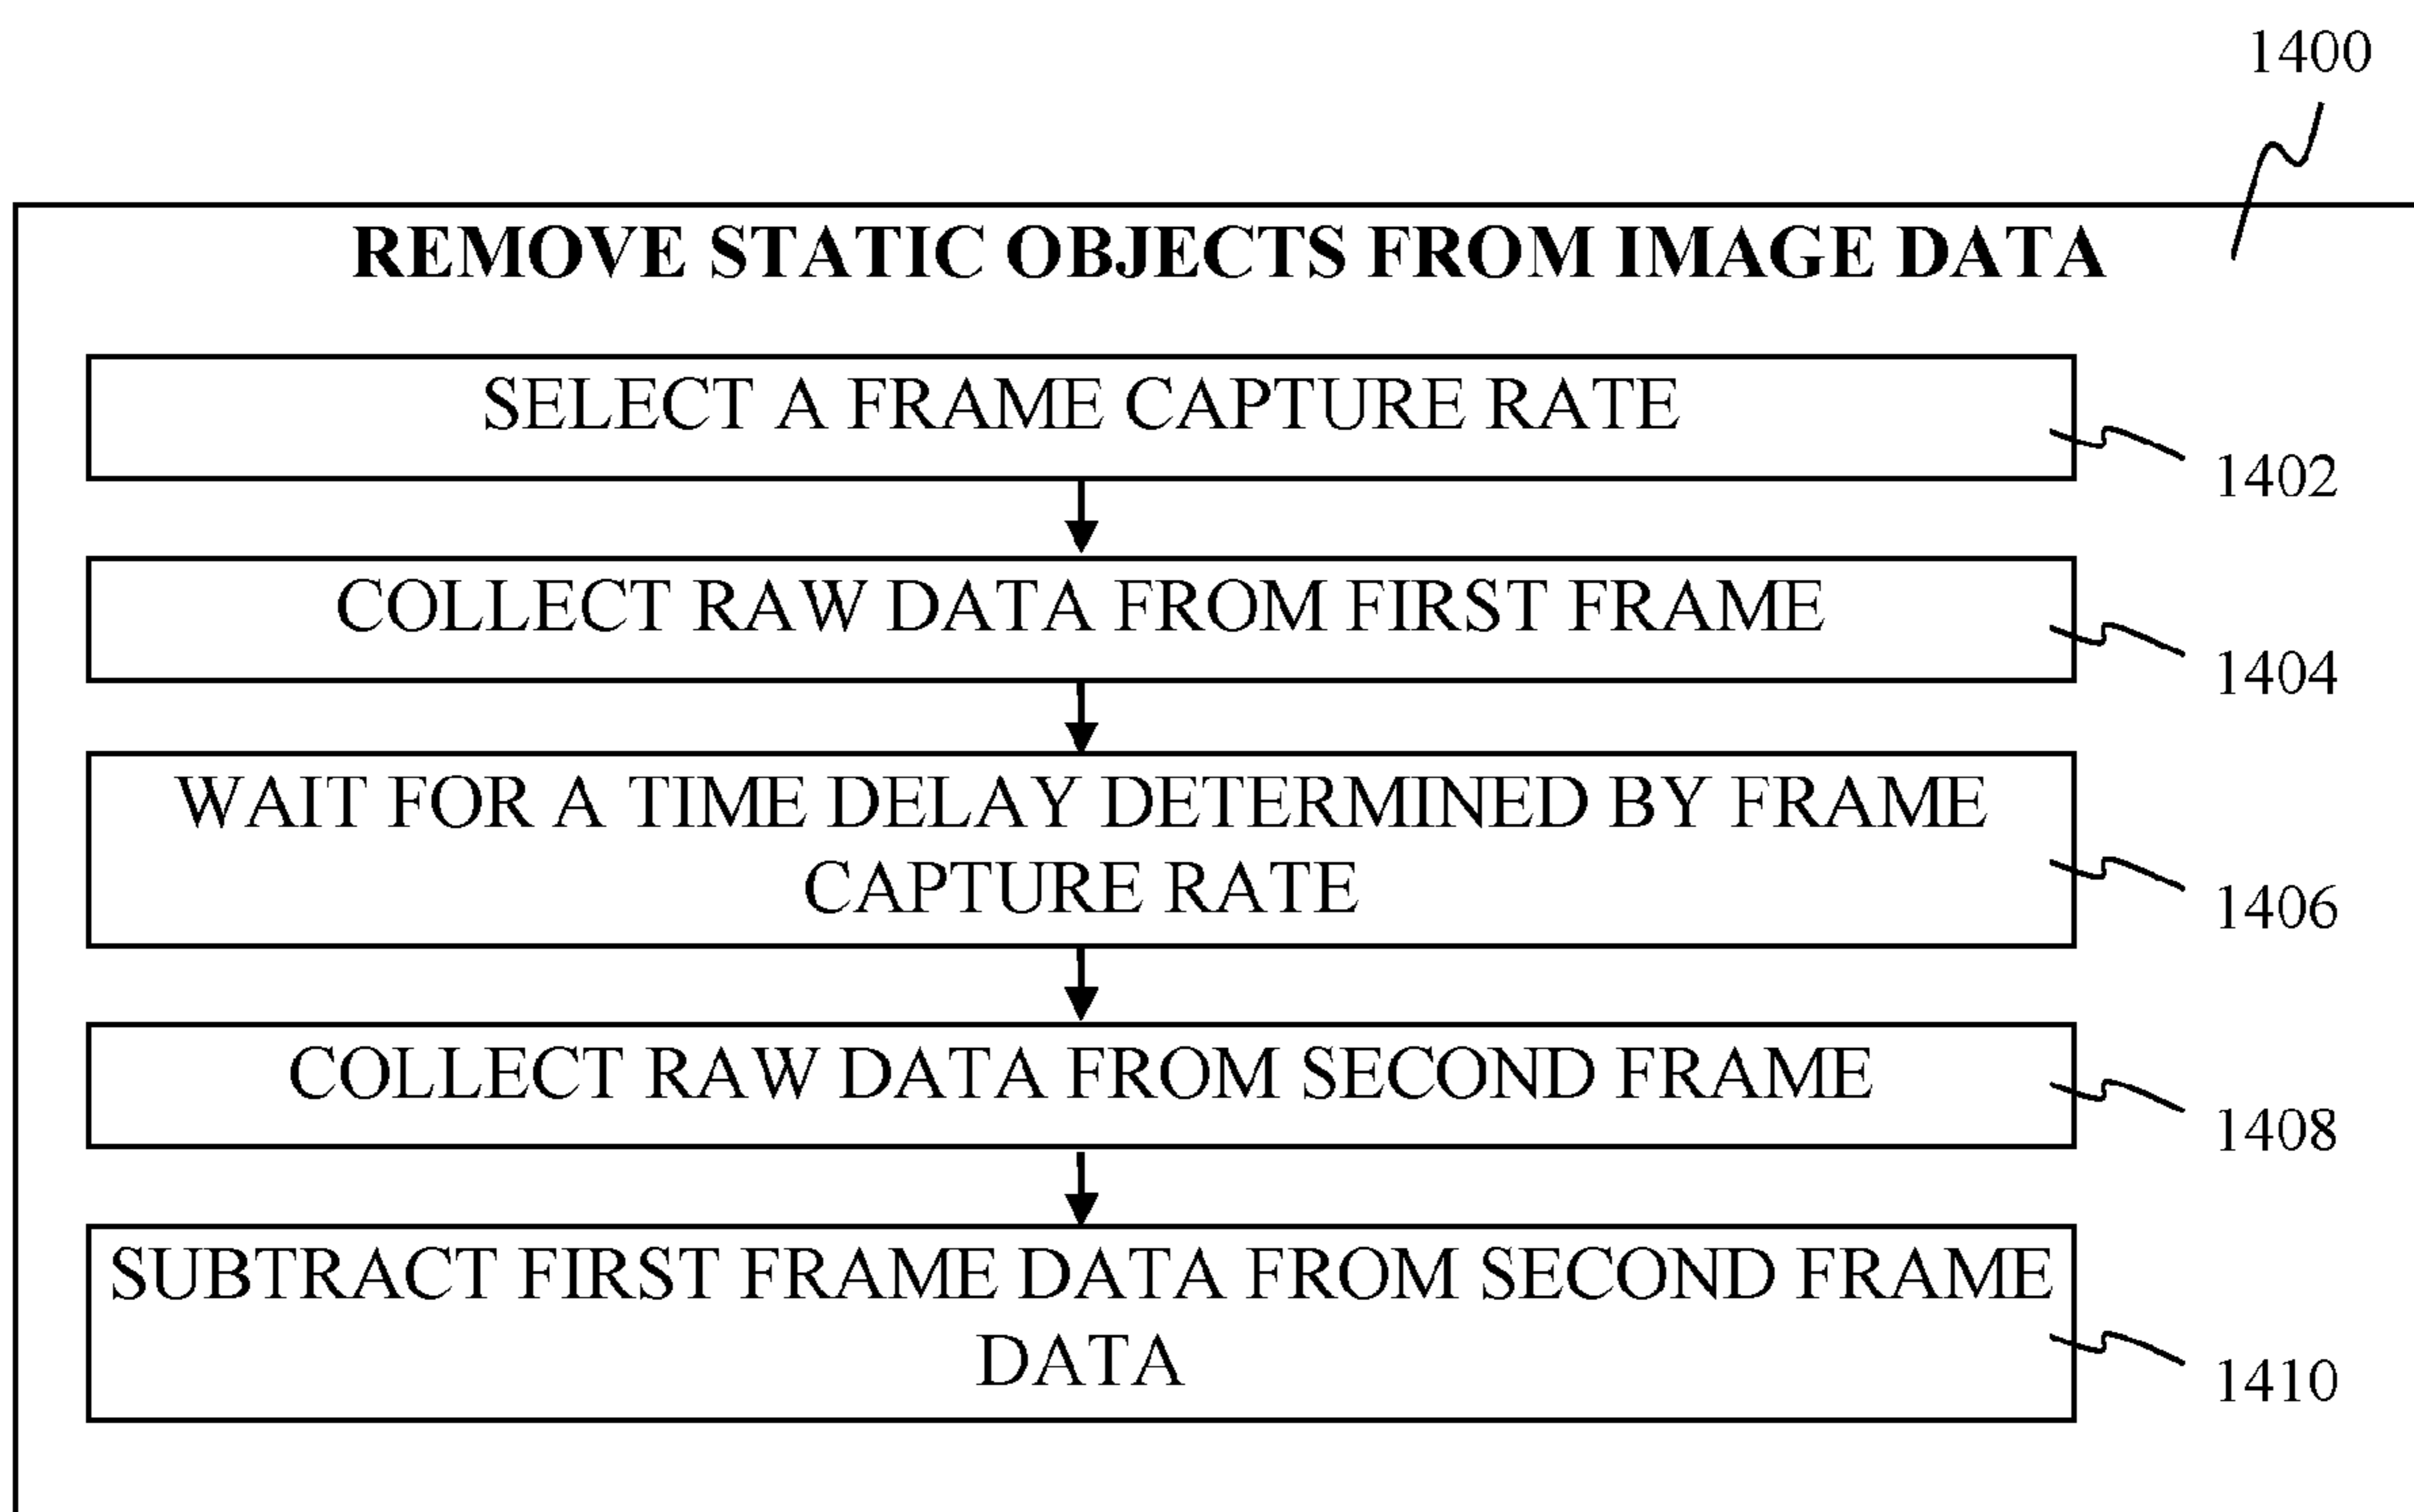 1400
REMOVE STATIC OBJECTS FROM IMAGE DATA
SELECT A FRAME CAPTURE RATE
1402
COLLECT RAW DATA FROM FIRST FRAME
1404
WAIT FOR A TIME DELAY DETERMINED BY FRAME
CAPTURE RATE
1406
COLLECT RAW DATA FROM SECOND FRAME
1408
SUBTRACT FIRST FRAME DATA FROM SECOND FRAME
DATA
1410